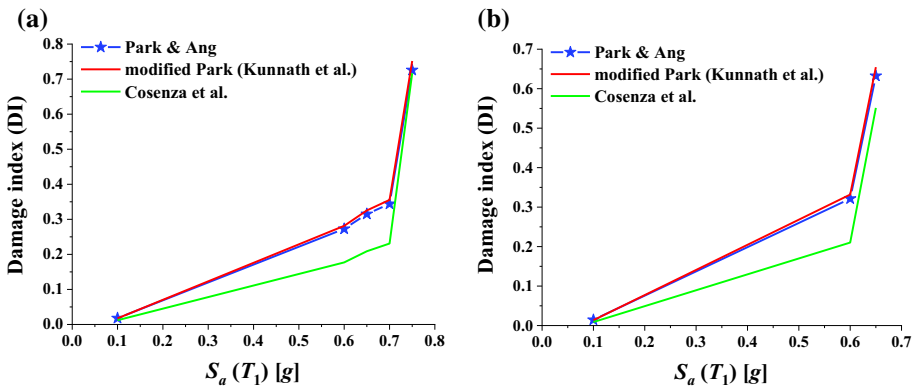 (a)
Park & Ang
modified Park (Kunnath et al.)
Cosenza et al.
Damage index (DI)
0.8
0.7
0.6
0.5
0.4
0.3
0.2
0.1
0.0
0.0 0.1 0.2 0.3 0.4 0.5 0.6 0.7 0.8
Sa (T1) [g]
(b)
Park & Ang
modified Park (Kunnath et al.)
Cosenza et al.
Damage index (DI)
0.7
0.6
0.5
0.4
0.3
0.2
0.1
0.0
0.0 0.1 0.2 0.3 0.4 0.5 0.6 0.7
Sa (T1) [g]